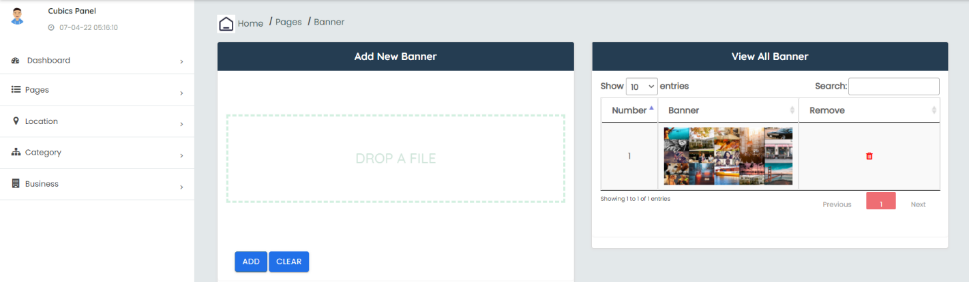 Cubics Panel
07-04-22 05:16:10
Dashboard
Pages
Location
Category
Business
Home / Pages / Banner
Add New Banner
DROP A FILE
ADD CLEAR
View All Banner
Show 10 entries Search:
Number Banner Remove
1
Showing 1 to 1 of 1 entries
Previous 1 Next